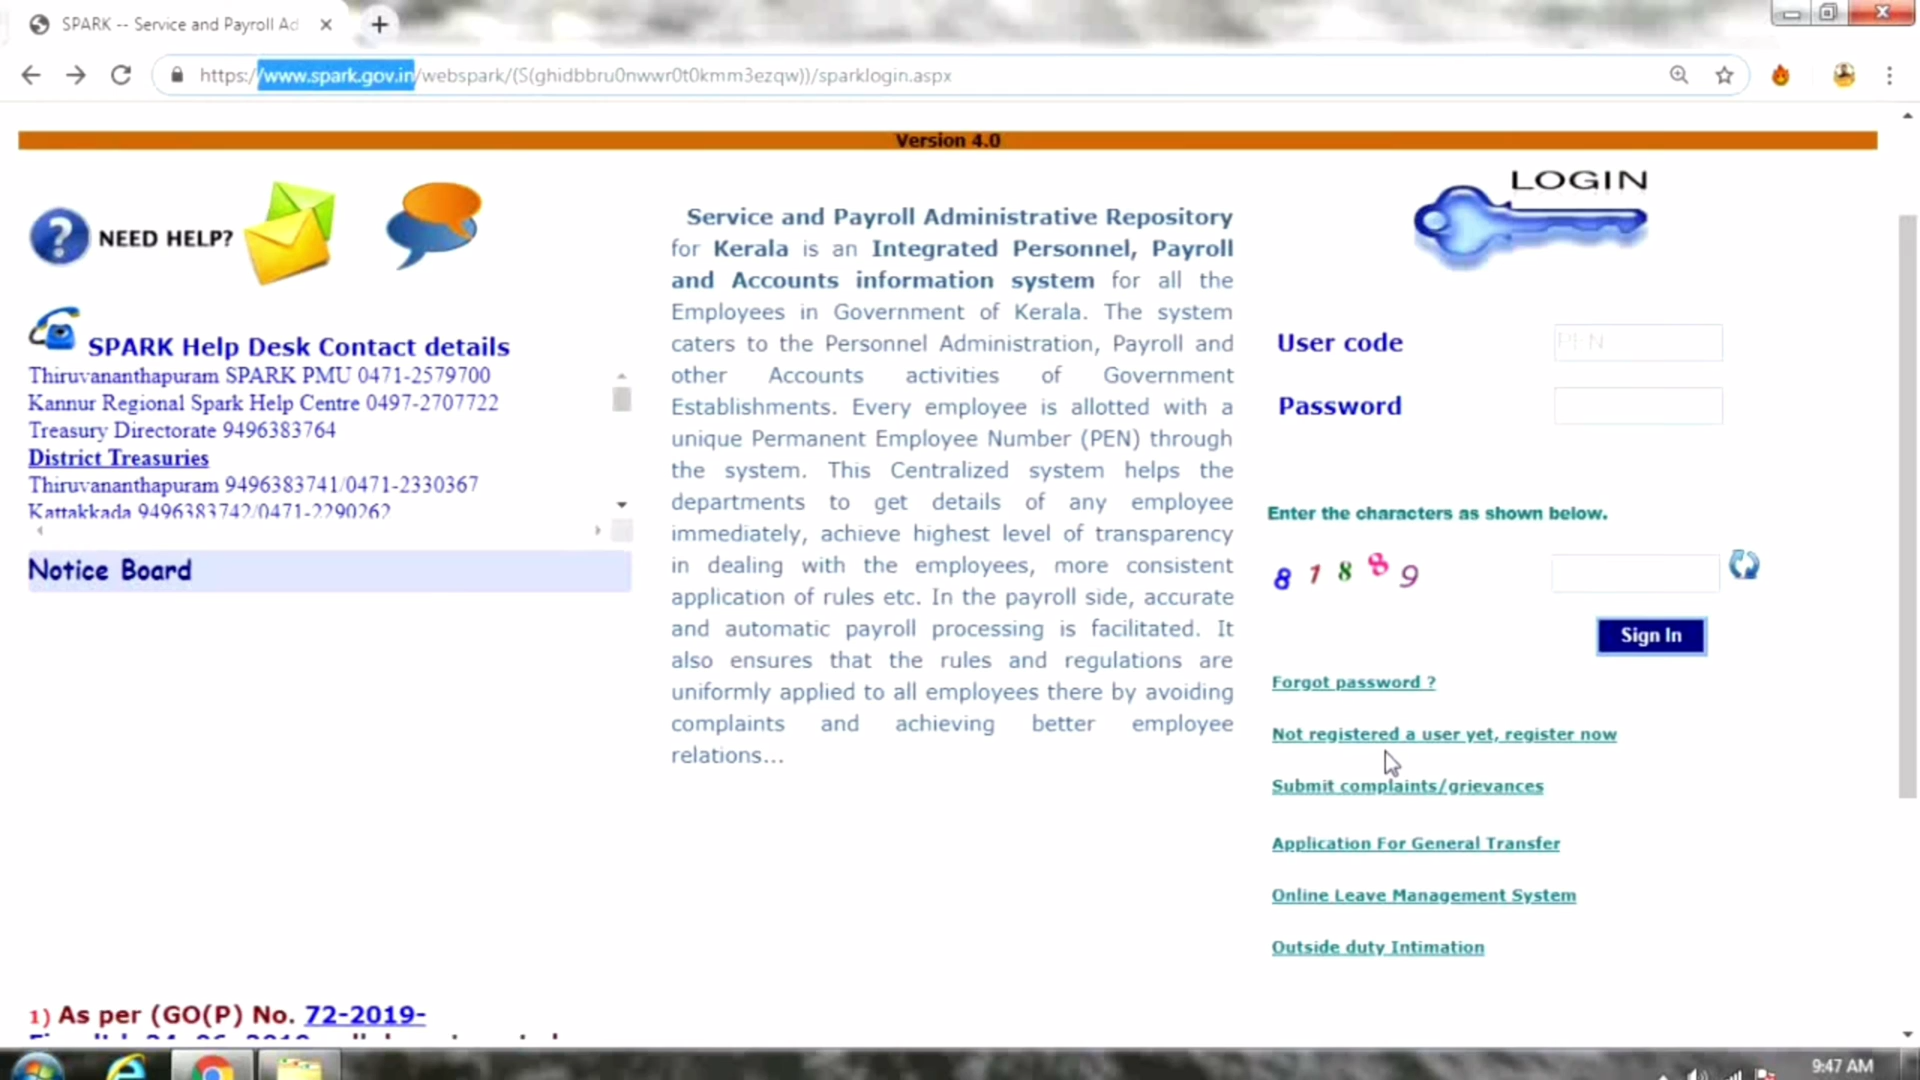 SPARK -- Service and Payroll Ad
https://www.spark.gov.in/webspark/(S(ghidbbru0nwwr0t0kmm3ezqw))/sparklogin.aspx
Version 4.0
NEED HELP?
SPARK Help Desk Contact details
Thiruvananthapuram SPARK PMU 0471-2579700
Kannur Regional Spark Help Centre 0497-2707722
Treasury Directorate 9496383764
District Treasuries
Thiruvananthapuram 9496383741/0471-2330367
Kattakkada 9496383742/0471-2290262
Notice Board
1) As per (GO(P) No. 72-2019-
Service and Payroll Administrative Repository
for Kerala is an Integrated Personnel, Payroll
and Accounts information system for all the
Employees in Government of Kerala. The system
caters to the Personnel Administration, Payroll and
other Accounts activities of Government
Establishments. Every employee is allotted with a
unique Permanent Employee Number (PEN) through
the system. This Centralized system helps the
departments to get details of any employee
immediately, achieve highest level of transparency
in dealing with the employees, more consistent
application of rules etc. In the payroll side, accurate
and automatic payroll processing is facilitated. It
also ensures that the rules and regulations are
uniformly applied to all employees there by avoiding
complaints and achieving better employee
relations...
LOGIN
User code PEN
Password
Enter the characters as shown below.
8 1 8 8 9
Sign In
Forgot password ?
Not registered a user yet, register now
Submit complaints/grievances
Application For General Transfer
Online Leave Management System
Outside duty Intimation
9:47 AM